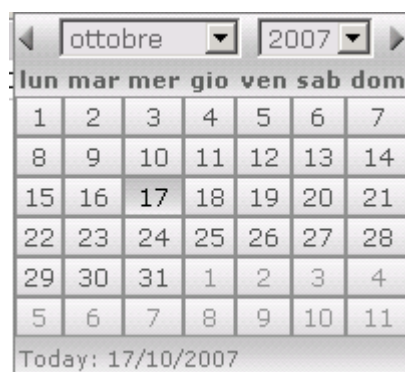 ottobre 2007
lun mar mer gio ven sab dom
1 2 3 4 5 6 7
8 9 10 11 12 13 14
15 16 17 18 19 20 21
22 23 24 25 26 27 28
29 30 31 1 2 3 4
5 6 7 8 9 10 11
Today: 17/10/2007